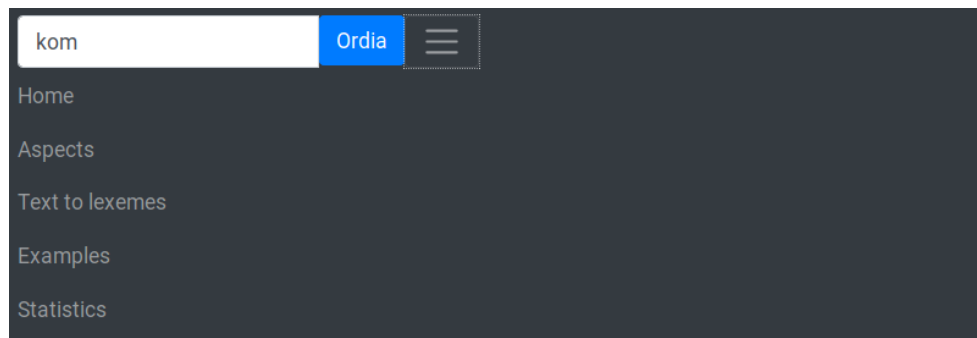 kom Ordia
Home
Aspects
Text to lexemes
Examples
Statistics